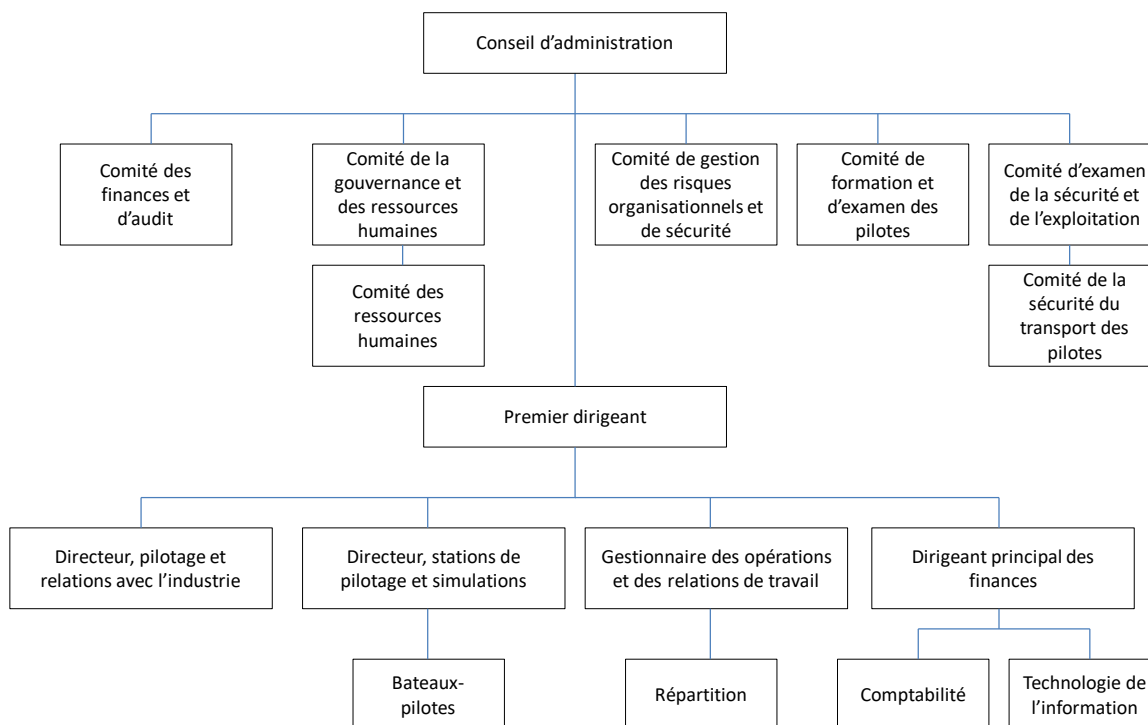 Conseil d’administration
Comité des
finances et
d’audit
Comité de la
gouvernance et
des ressources
humaines
Comité de gestion
des risques
organisationnels et
de sécurité
Comité de
formation et
d’examen des
pilotes
Comité d’examen
de la sécurité et
de l’exploitation
Comité des
ressources
humaines
Comité de la
sécurité du
transport des
pilotes
Premier dirigeant
Directeur, pilotage et
relations avec l’industrie
Directeur, stations de
pilotage et simulations
Gestionnaire des opérations
et des relations de travail
Dirigeant principal des
finances
Bateaux-
pilotes
Répartition
Comptabilité
Technologie de
l’information